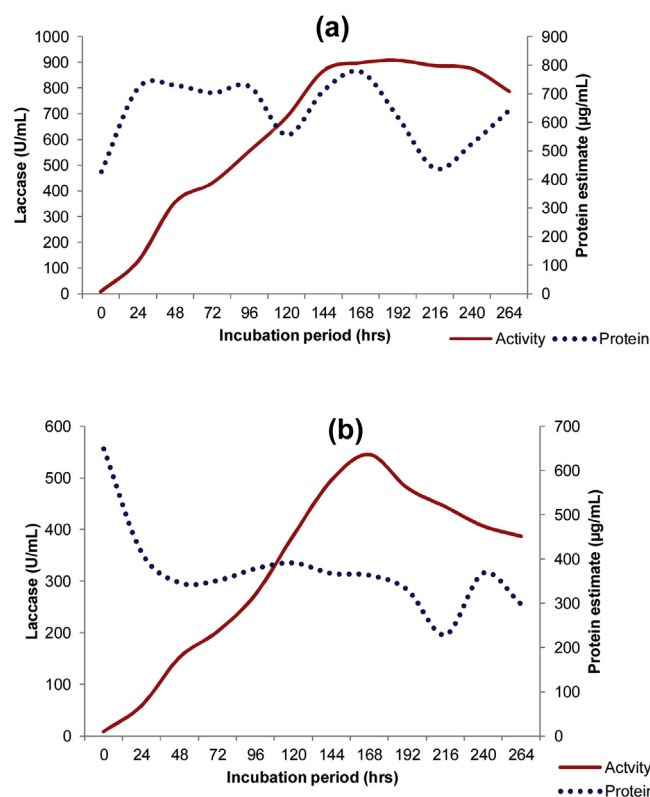 (a)
1000
900
800
700
600
500
400
300
200
100
0
Laccase (U/mL)
900
800
700
600
500
400
300
200
100
0
Protein estimate (µg/mL)
0 24 48 72 96 120 144 168 192 216 240 264
Incubation period (hrs)
Activity Protein
(b)
600
500
400
300
200
100
0
Laccase (U/mL)
700
600
500
400
300
200
100
0
Protein estimate (µg/mL)
0 24 48 72 96 120 144 168 192 216 240 264
Incubation period (hrs)
Actvity
Protein